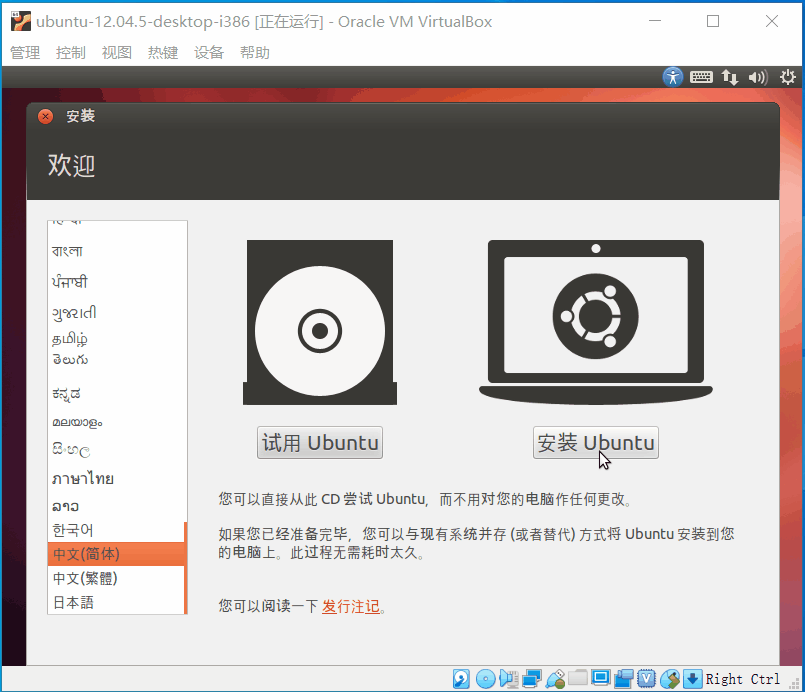 ubuntu-12.04.5-desktop-i386 [正在运行] - Oracle VM VirtualBox
管理 控制 视图 热键 设备 帮助
安装
欢迎
বাংলা
ਪੰਜਾਬੀ
ગુજરાતી
தமிழ்
తెలుగు
ಕನ್ನಡ
മലയാളം
සිංහල
ภาษาไทย
ລາວ
한국어
中文(简体)
中文(繁體)
日本語
试用 Ubuntu
安装 Ubuntu
您可以直接从此 CD 尝试 Ubuntu，而不用对您的电脑作任何更改。
如果您已经准备完毕，您可以与现有系统并存 (或者替代) 方式将 Ubuntu 安装到您
的电脑上。此过程无需耗时太久。
您可以阅读一下 发行注记。
Right Ctrl